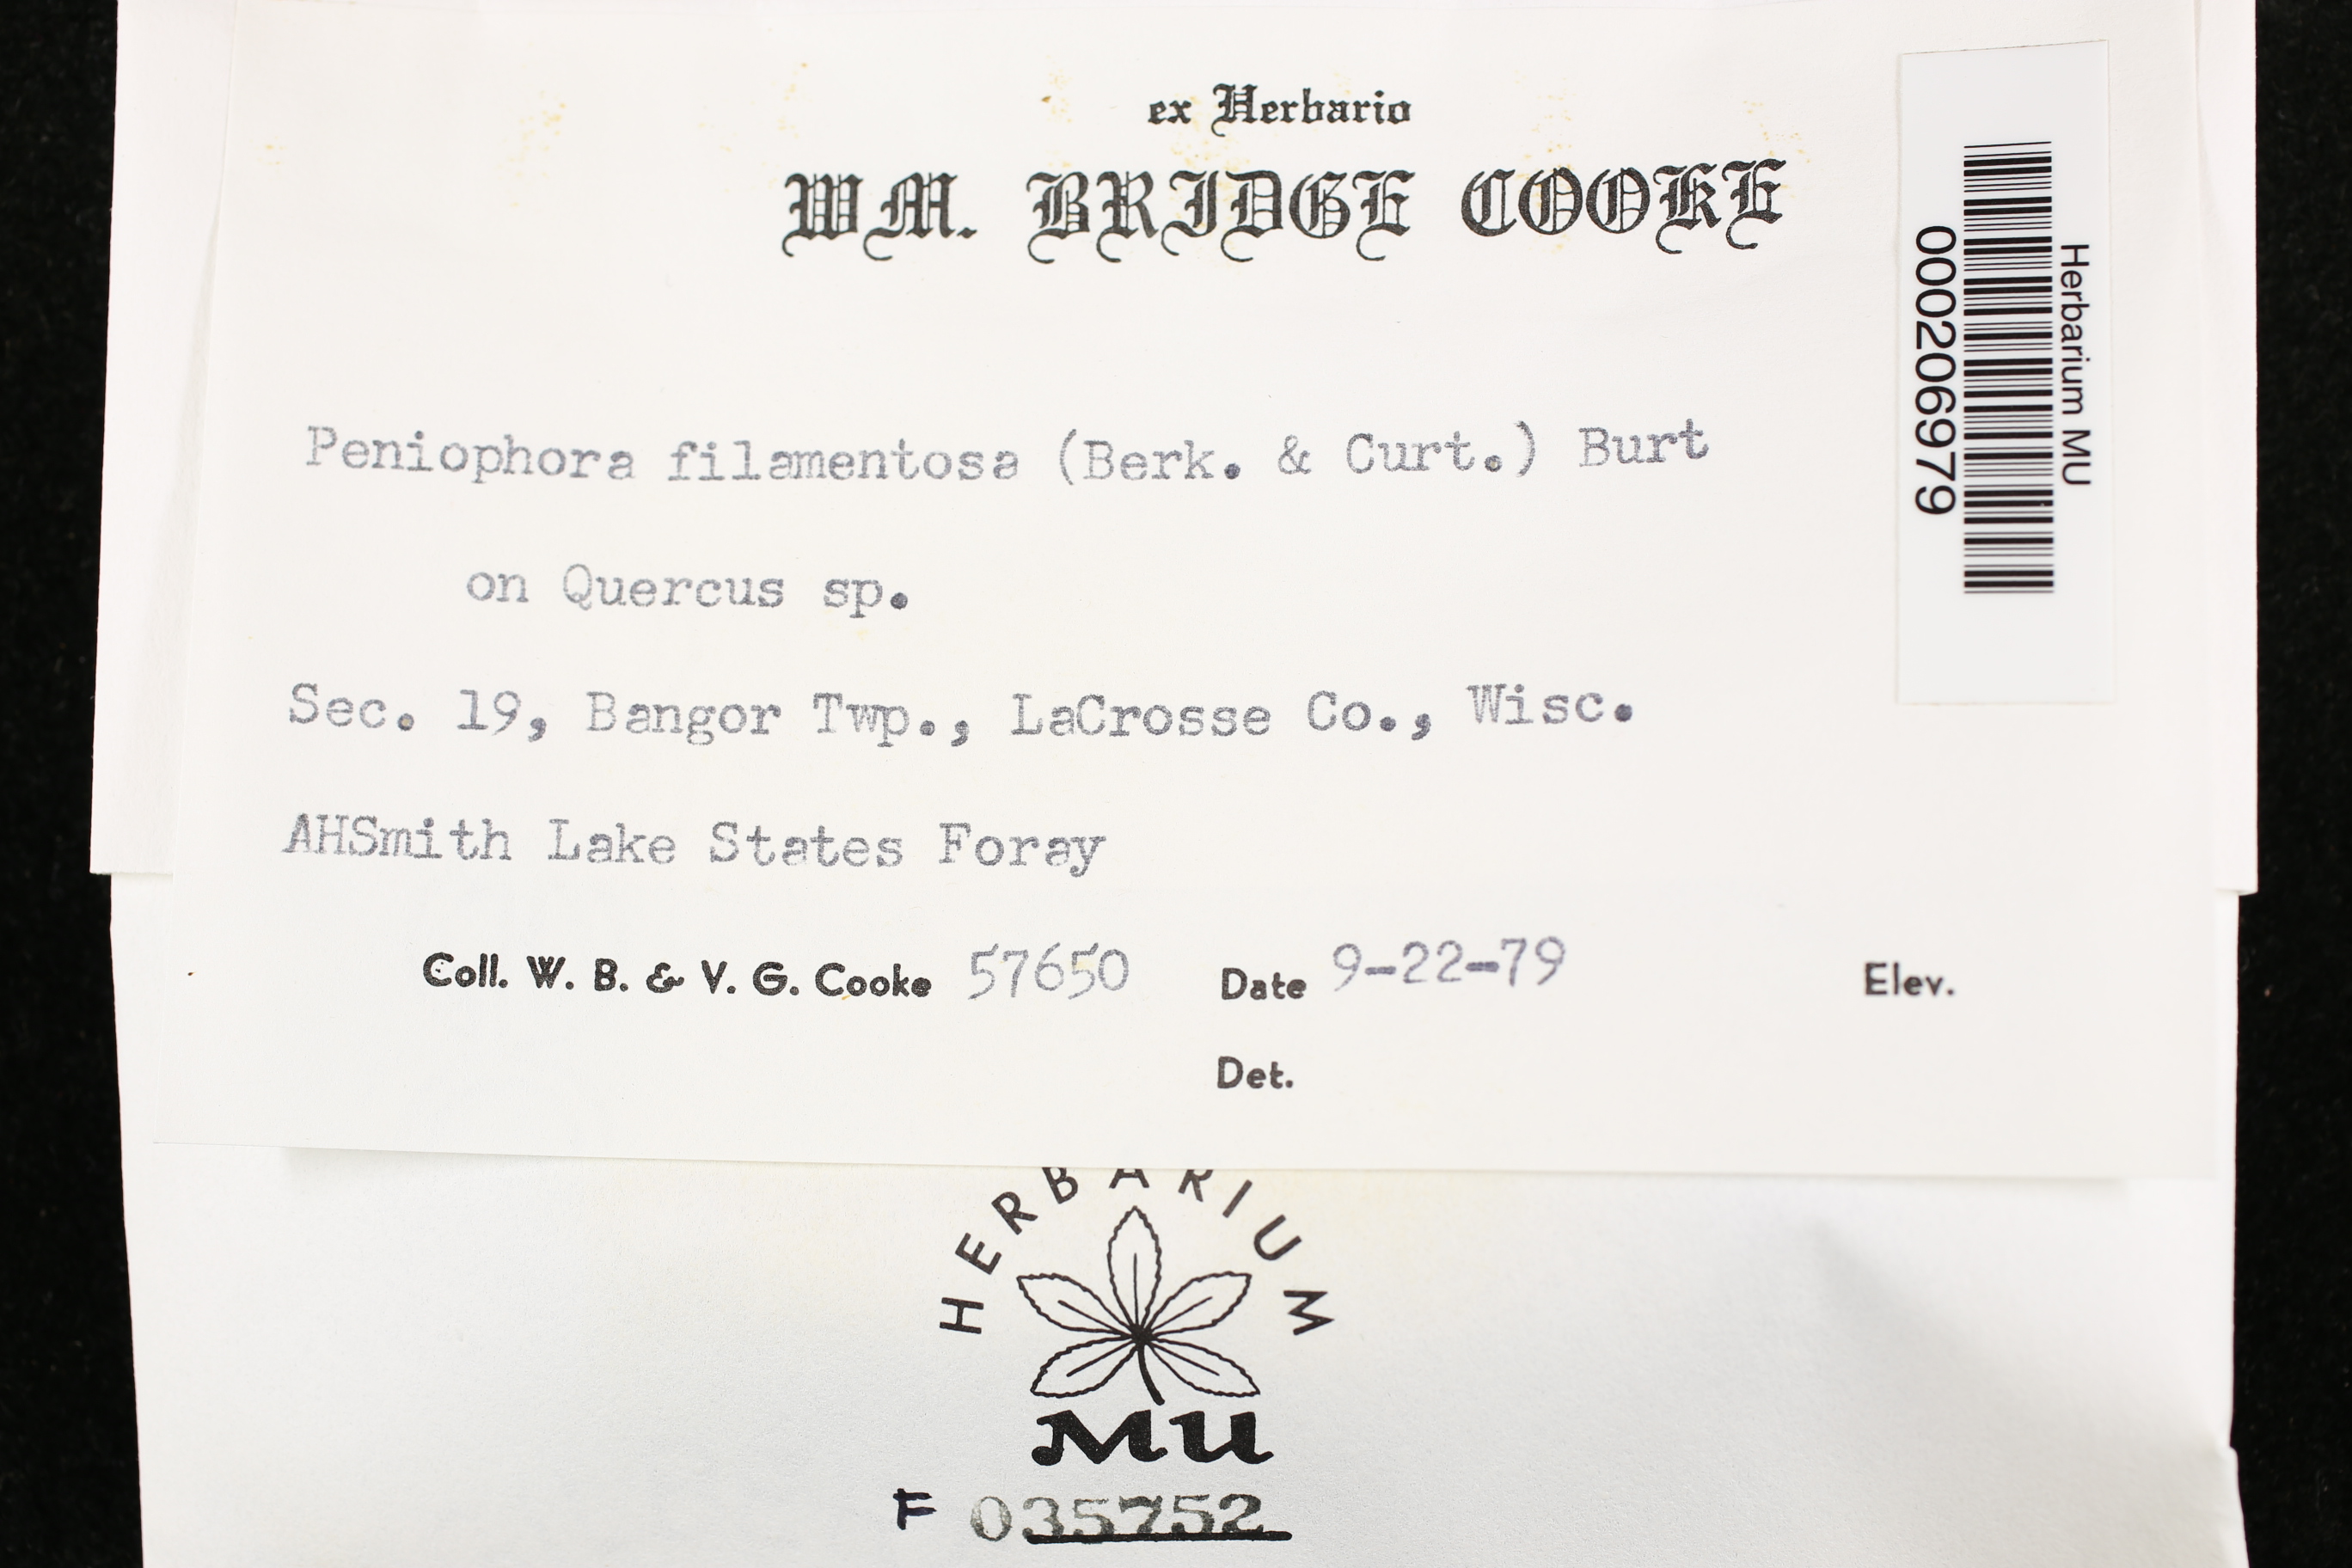 ex Herbario
WM. BRIDGE COOKE
Peniophora filamentosa (Berk. & Curt.) Burt
on Quercus sp.
Sec. 19, Bangor Twp., LaCrosse Co., Wisc.
AHSmith Lake States Foray
Coll. W. B. & V. G. Cooke 57650 Date 9-22-79 Elev.
Det.
Herbarium MU
000206979
HERBARIUM
MU
F 035752